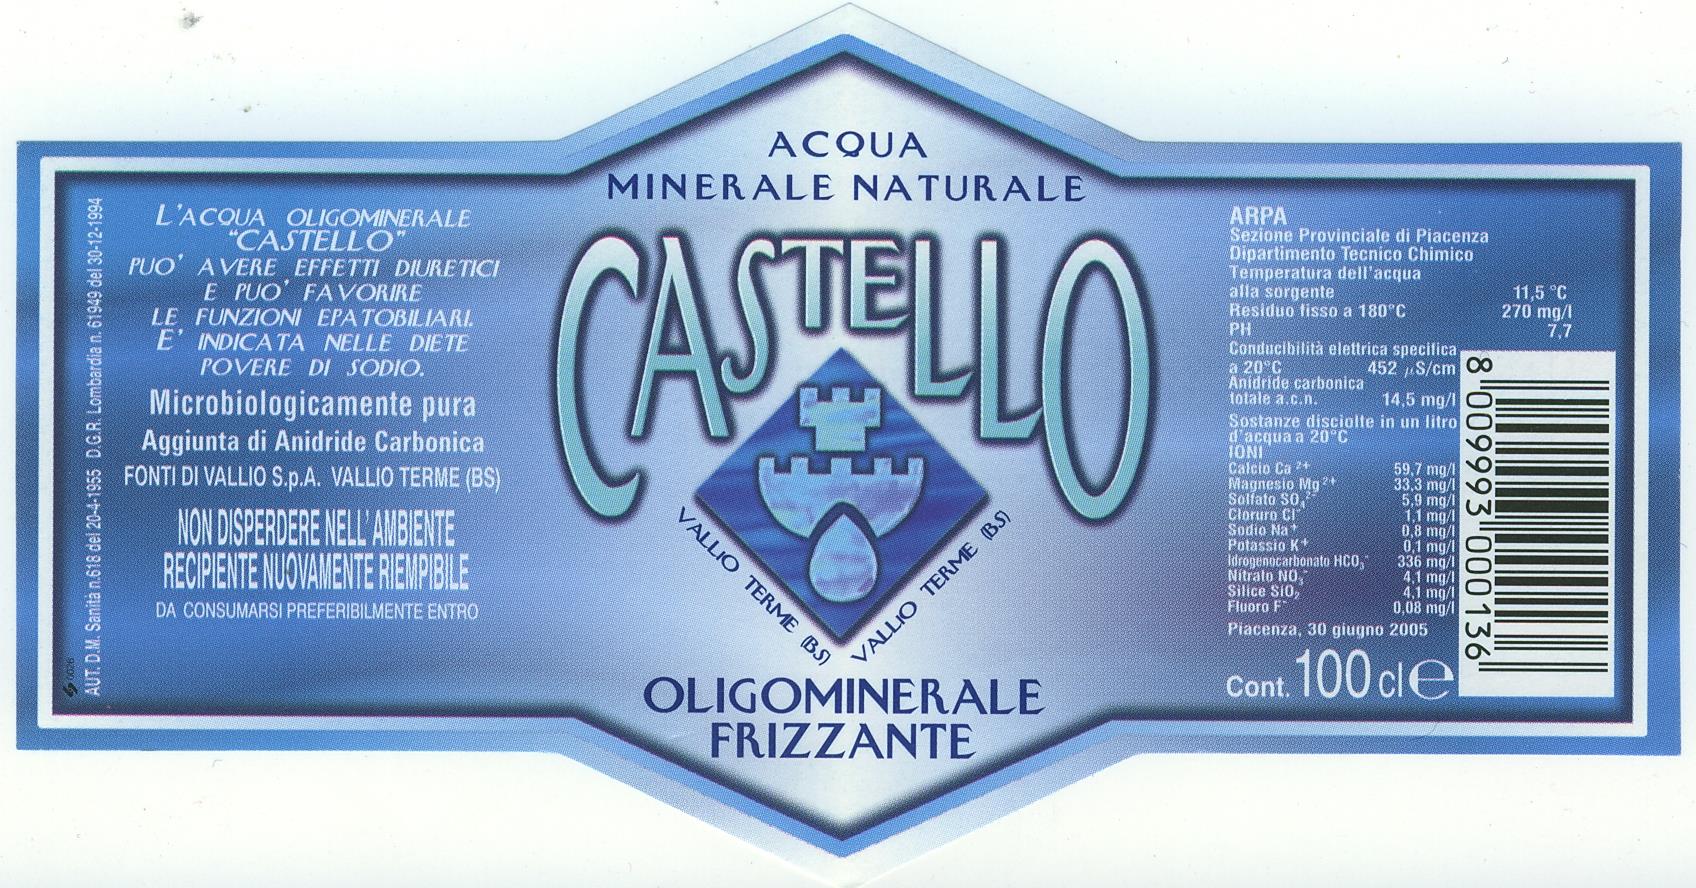 ACQUA
MINERALE NATURALE
CASTELLO
VALLIO TERME (BS)
VALLIO TERME (BS)
OLIGOMINERALE
FRIZZANTE
AUT. D.M. Sanità n.618 del 20-4-1955 D.G.R. Lombardia n. 61949 del 30-12-1994
L'ACQUA OLIGOMINERALE
"CASTELLO"
PUO' AVERE EFFETTI DIURETICI
E PUO' FAVORIRE
LE FUNZIONI EPATOBILIARI.
E' INDICATA NELLE DIETE
POVERE DI SODIO.
Microbiologicamente pura
Aggiunta di Anidride Carbonica
FONTI DI VALLIO S.p.A. VALLIO TERME (BS)
NON DISPERDERE NELL'AMBIENTE
RECIPIENTE NUOVAMENTE RIEMPIBILE
DA CONSUMARSI PREFERIBILMENTE ENTRO
ARPA
Sezione Provinciale di Piacenza
Dipartimento Tecnico Chimico
Temperatura dell'acqua
alla sorgente 11,5 °C
Residuo fisso a 180°C 270 mg/l
PH 7,7
Conducibilità elettrica specifica
a 20°C 452 µS/cm
Anidride carbonica
totale a.c.n. 14,5 mg/l
Sostanze disciolte in un litro
d'acqua a 20°C
IONI
Calcio Ca²⁺ 59,7 mg/l
Magnesio Mg²⁺ 33,3 mg/l
Solfato SO₄²⁻ 5,9 mg/l
Cloruro Cl⁻ 1,1 mg/l
Sodio Na⁺ 0,8 mg/l
Potassio K⁺ 0,1 mg/l
Idrogenocarbonato HCO₃⁻ 336 mg/l
Nitrato NO₃⁻ 4,1 mg/l
Silice SiO₂ 4,1 mg/l
Fluoro F⁻ 0,08 mg/l
Piacenza, 30 giugno 2005
Cont. 100 cl e
8 009993 000136